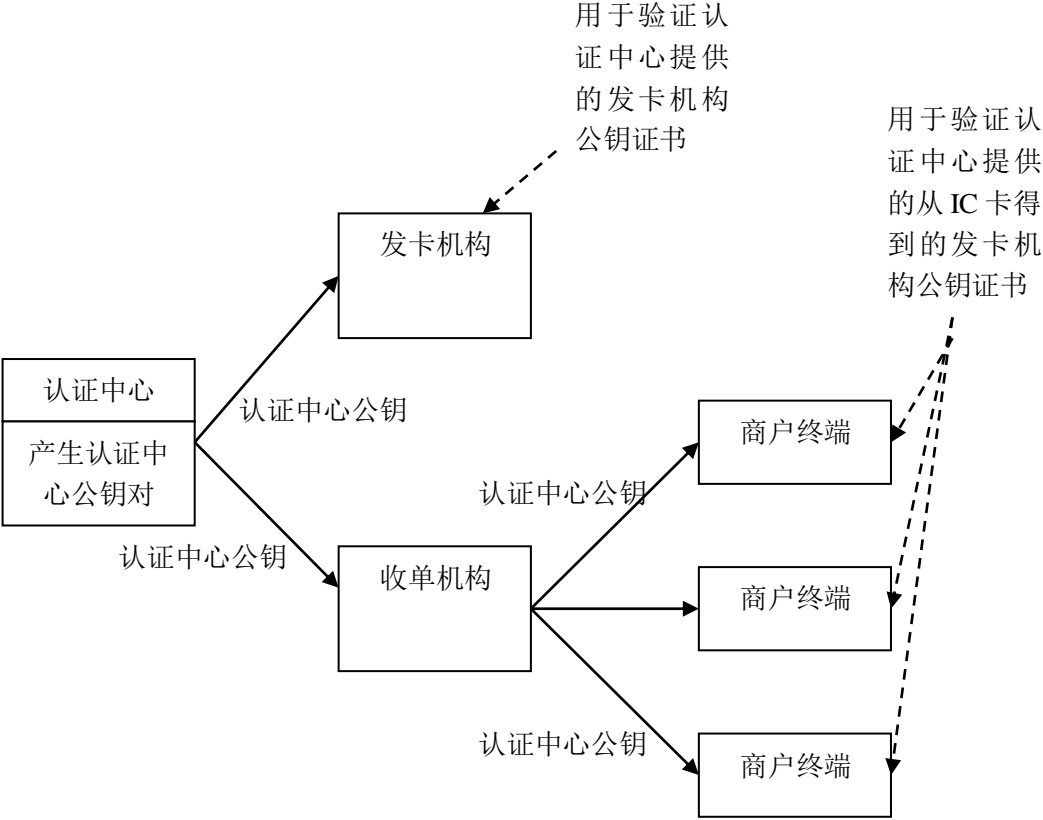 用于验证认
证中心提供
的发卡机构
公钥证书
用于验证认
证中心提供
的从 IC 卡得
到的发卡机
构公钥证书
发卡机构
认证中心
产生认证中
心公钥对
认证中心公钥
认证中心公钥
收单机构
认证中心公钥
认证中心公钥
商户终端
商户终端
商户终端